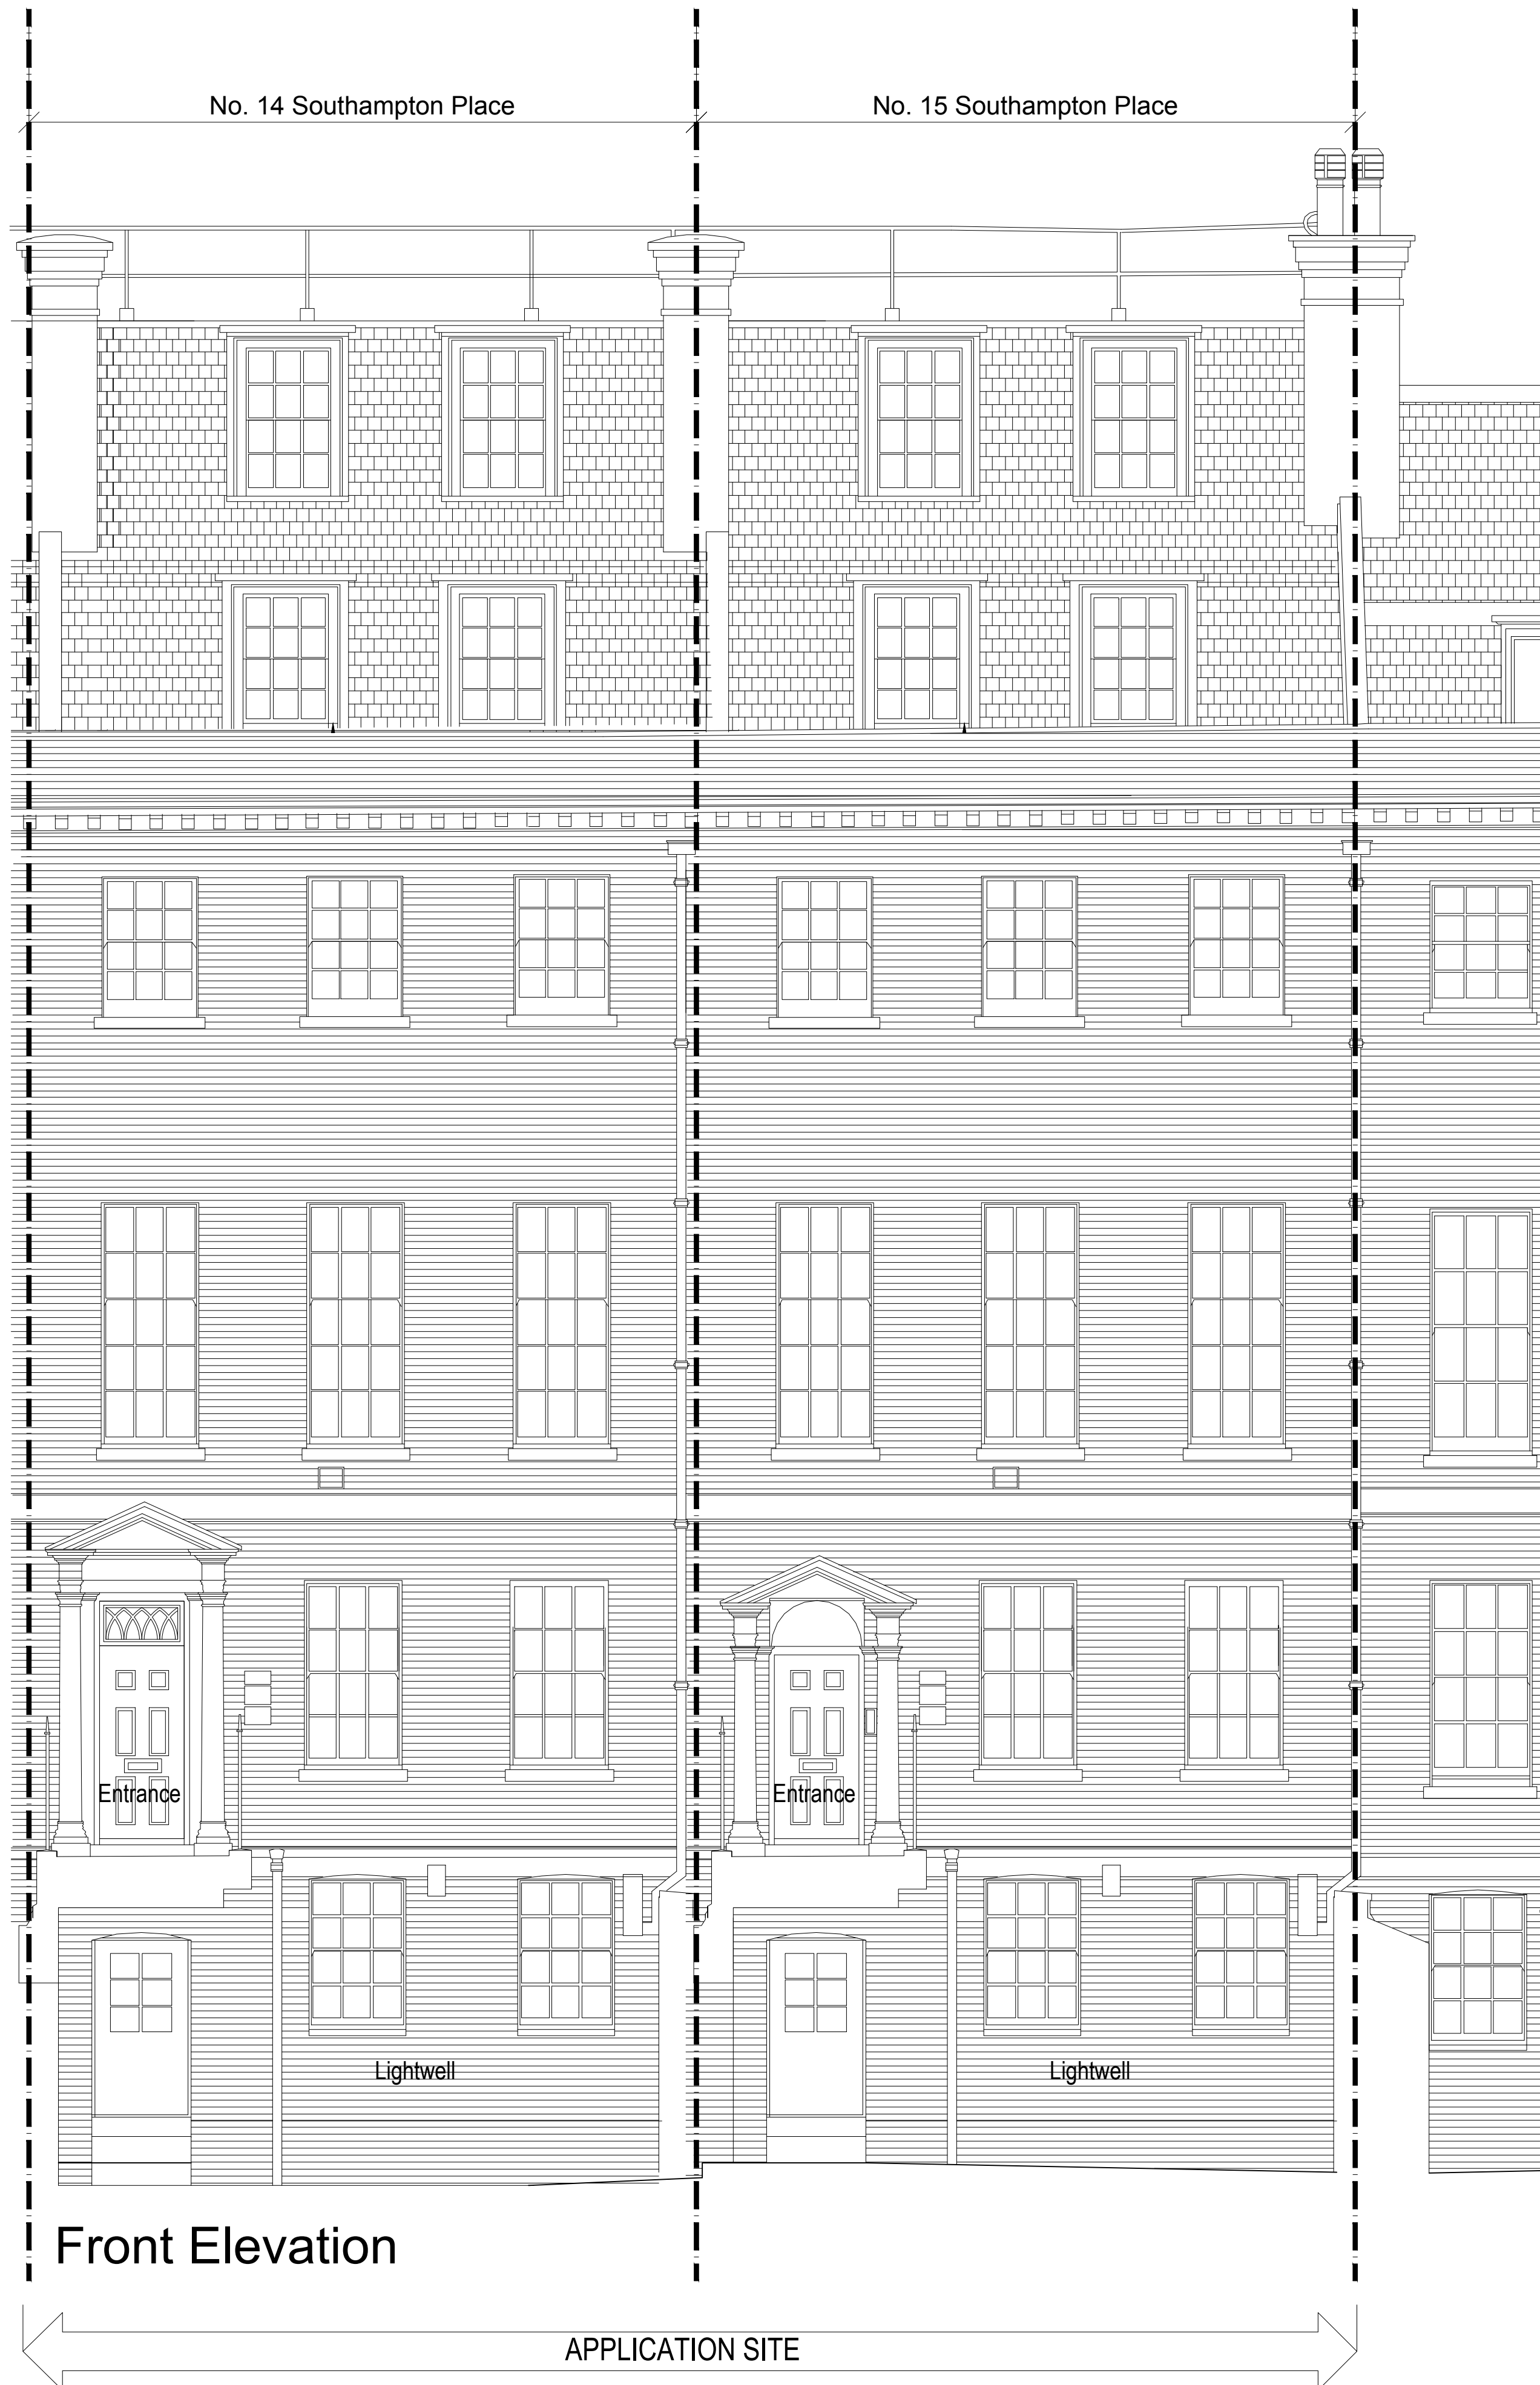 No. 14 Southampton Place
No. 15 Southampton Place
Entrance
Entrance
Lightwell
Lightwell
Front Elevation
APPLICATION SITE